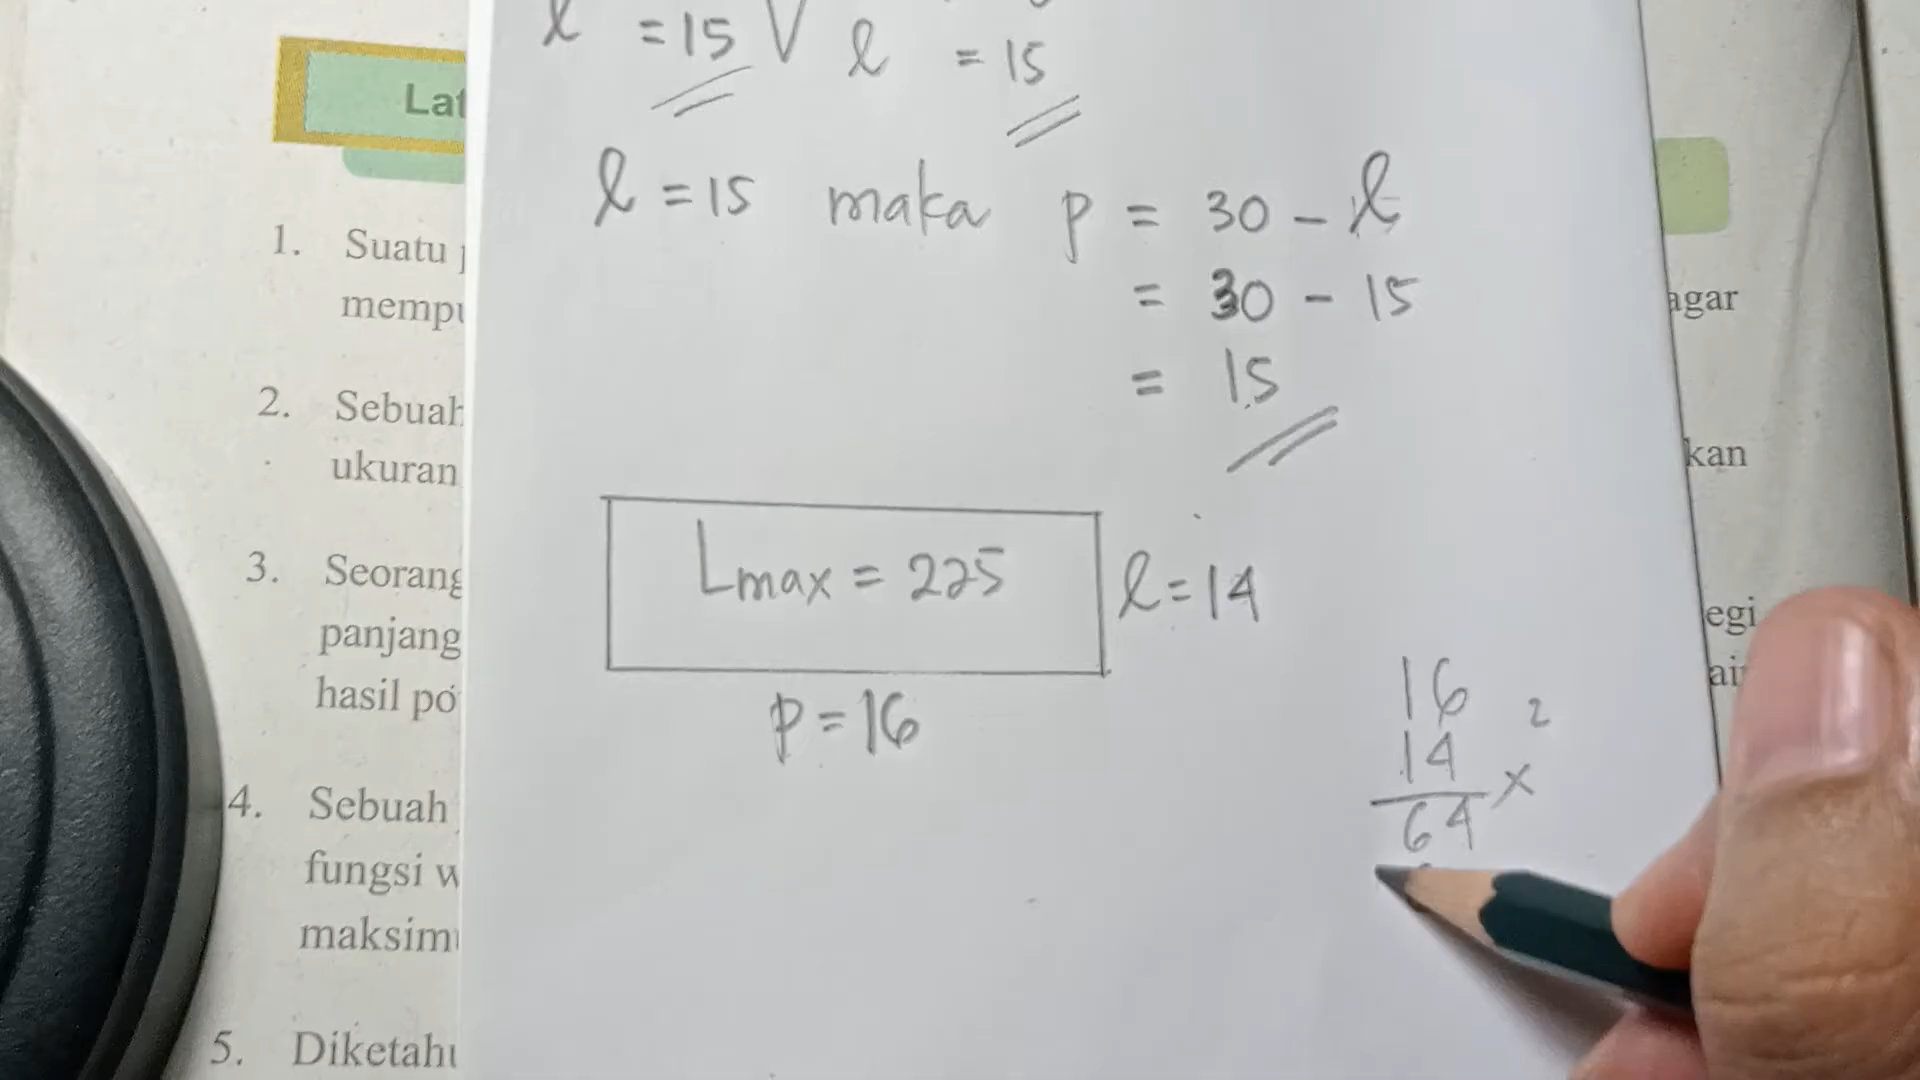 l = 15 V l = 15
l = 15 maka p = 30 - l
= 30 - 15
= 15
Lmax = 225 l = 14
p = 16
16 2
14 x
64
Lat
1. Suatu
agar
2. Sebuah
ukuran
kan
3. Seorang
panjang
hasil po
egi
4. Sebuah
fungsi w
maksim
5. Diketahu